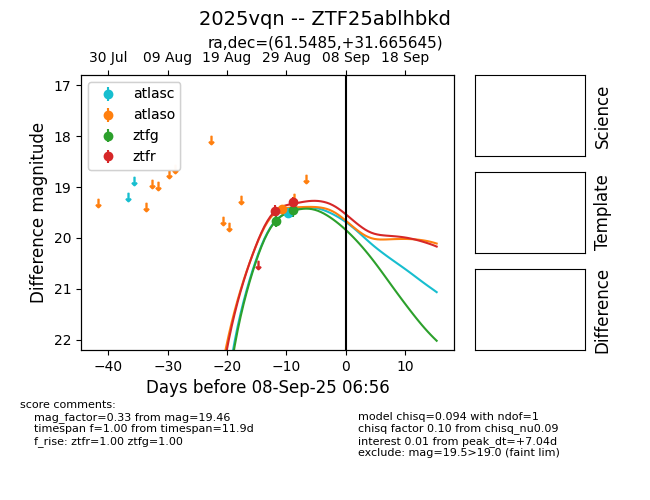 2025vqn -- ZTF25ablhbkd
ra,dec=(61.5485,+31.665645)
30 Jul 09 Aug 19 Aug 29 Aug 08 Sep 18 Sep
17
18
19
20
21
22
Difference magnitude
atlasc
atlaso
ztfg
ztfr
−40 −30 −20 −10 0 10
Days before 08-Sep-25 06:56
Science
Template
Difference
score comments:
mag_factor=0.33 from mag=19.46
timespan f=1.00 from timespan=11.9d
f_rise: ztfr=1.00 ztfg=1.00
model chisq=0.094 with ndof=1
chisq factor 0.10 from chisq_nu0.09
interest 0.01 from peak_dt=+7.04d
exclude: mag=19.5>19.0 (faint lim)